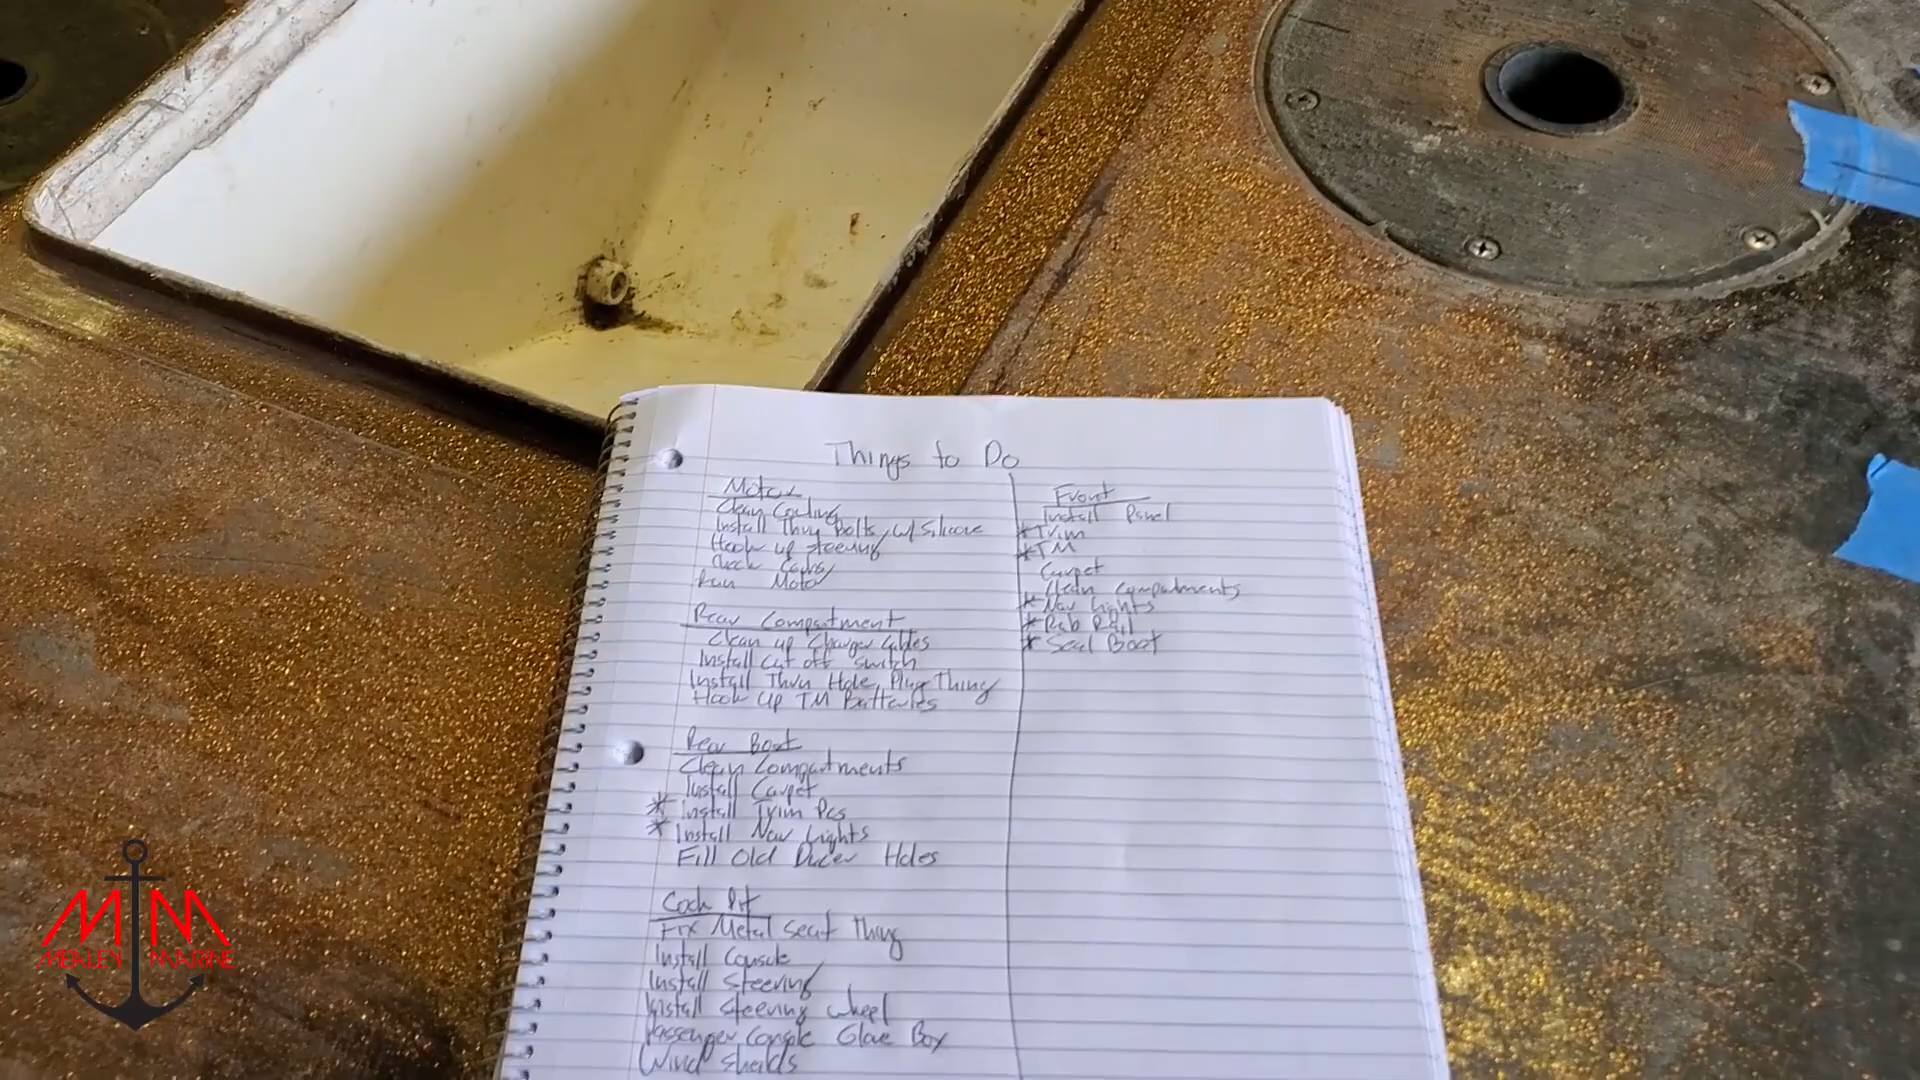 Things to Do
Motor
Clean Cowling
Install Thru Bolts w/ Silicone
Hook up steering
Check Carbs
Run Motor
Rear Compartment
Clean up Charger Cables
Install Cut off switch
Install Thru Hole Plug Thing
Hook Up TM Batteries
Rear Boat
Clean Compartments
Install Carpet
* Install Trim Pcs
* Install Nav Lights
Fill Old Ducer Holes
Cock Pit
Fix Metal Seat Thing
Install Console
Install Steering
Install steering wheel
Passenger Console Glove Box
Wind Sheilds
Front
Install Panel
* Trim
* TM
Carpet
Clean Compartments
* Nav Lights
* Rub Rail
* Seal Boat
MM
MEALEY MARINE